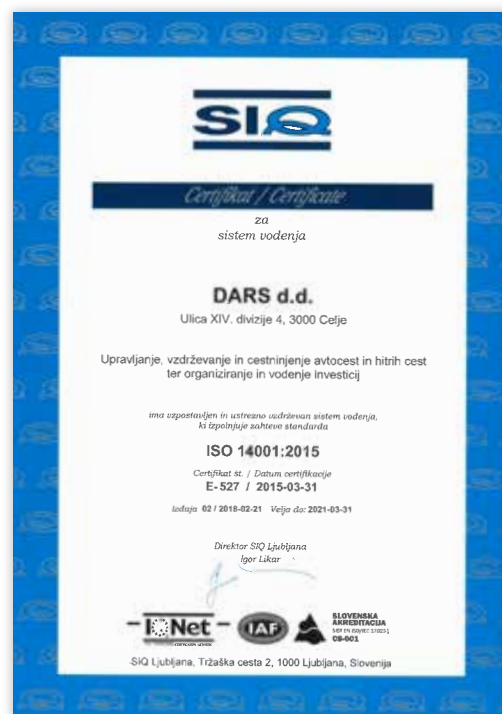 SIQ
Certifikat / Certificate
za
sistem vodenja
DARS d.d.
Ulica XIV. divizije 4, 3000 Celje
Upravljanje, vzdrževanje in cestninjenje avtocest in hitrih cest
ter organiziranje in vodenje investicij
ima vzpostavljen in ustrezno vzdrževan sistem vodenja,
ki izpolnjuje zahteve standarda
ISO 14001:2015
Certifikat št. / Datum certifikacije
E-527 / 2015-03-31
Izdaja 02 / 2018-02-21 Velja do: 2021-03-31
Direktor SIQ Ljubljana
Igor Likar
IQNet
IAF
SLOVENSKA
AKREDITACIJA
CS-001
SIQ Ljubljana, Tržaška cesta 2, 1000 Ljubljana, Slovenija